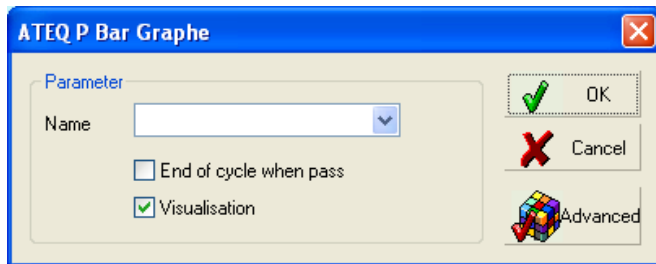 ATEQ P Bar Graphe
Parameter
Name
End of cycle when pass
Visualisation
OK
Cancel
Advanced